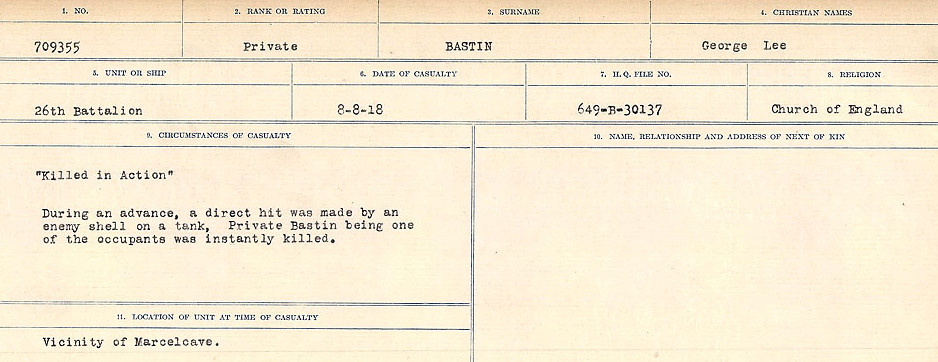 1. NO.
2. RANK OR RATING
3. SURNAME
4. CHRISTIAN NAMES
709355
Private
BASTIN
George Lee
5. UNIT OR SHIP
6. DATE OF CASUALTY
7. H. Q. FILE NO.
8. RELIGION
26th Battalion
8-8-18
649-B-30137
Church of England
9. CIRCUMSTANCES OF CASUALTY
10. NAME, RELATIONSHIP AND ADDRESS OF NEXT OF KIN
"Killed in Action"
During an advance, a direct hit was made by an
enemy shell on a tank, Private Bastin being one
of the occupants was instantly killed.
11. LOCATION OF UNIT AT TIME OF CASUALTY
Vicinity of Marcelcave.